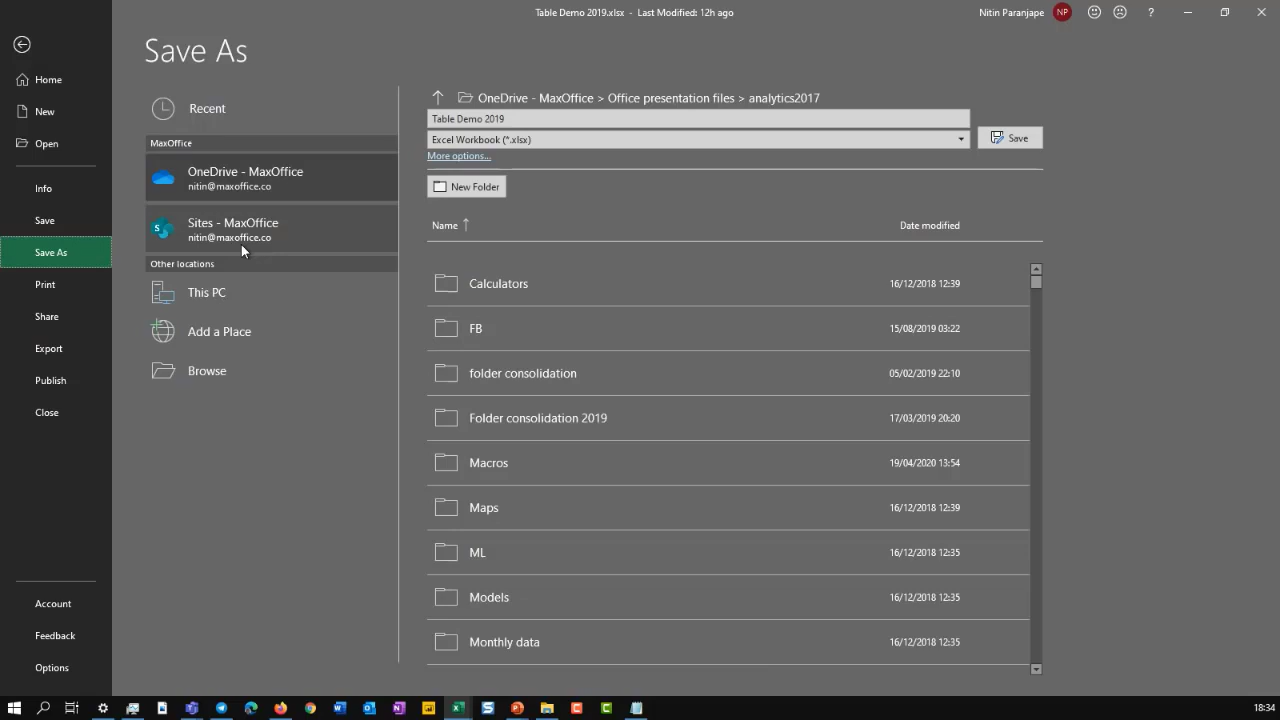 Table Demo 2019.xlsx - Last Modified: 12h ago
Nitin Paranjape
NP
?
Save As
Home
New
Open
Info
Save
Save As
Print
Share
Export
Publish
Close
Account
Feedback
Options
Recent
MaxOffice
OneDrive - MaxOffice
nitin@maxoffice.co
Sites - MaxOffice
nitin@maxoffice.co
Other locations
This PC
Add a Place
Browse
OneDrive - MaxOffice > Office presentation files > analytics2017
Table Demo 2019
Excel Workbook (*.xlsx)
Save
More options...
New Folder
Name
Date modified
Calculators
16/12/2018 12:39
FB
15/08/2019 03:22
folder consolidation
05/02/2019 22:10
Folder consolidation 2019
17/03/2019 20:20
Macros
19/04/2020 13:54
Maps
16/12/2018 12:39
ML
16/12/2018 12:35
Models
16/12/2018 12:35
Monthly data
16/12/2018 12:35
18:34